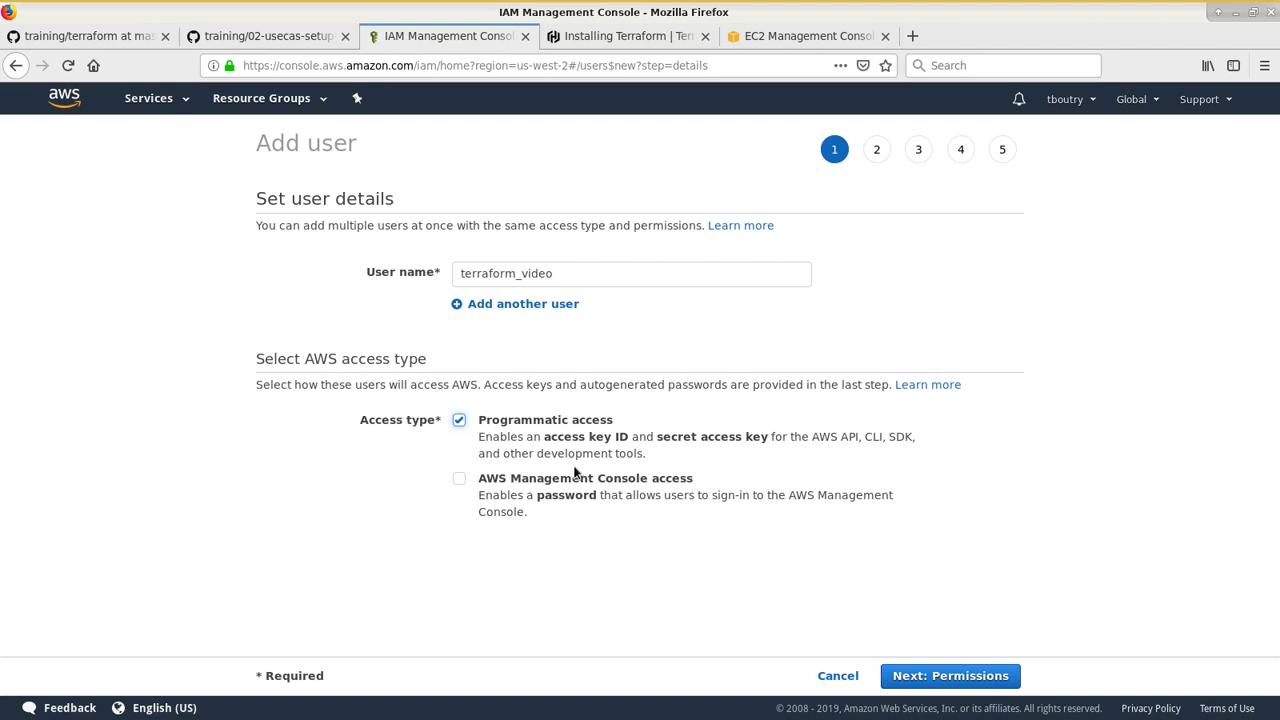 IAM Management Console - Mozilla Firefox
training/terraform at mas
training/02-usecas-setup
IAM Management Conso
Installing Terraform | Terr
EC2 Management Conso
https://console.aws.amazon.com/iam/home?region=us-west-2#/users$new?step=details
Search
aws
Services
Resource Groups
tboutry
Global
Support
Add user
1
2
3
4
5
Set user details
You can add multiple users at once with the same access type and permissions. Learn more
User name*
terraform_video
Add another user
Select AWS access type
Select how these users will access AWS. Access keys and autogenerated passwords are provided in the last step. Learn more
Access type*
Programmatic access
Enables an access key ID and secret access key for the AWS API, CLI, SDK,
and other development tools.
AWS Management Console access
Enables a password that allows users to sign-in to the AWS Management
Console.
* Required
Cancel
Next: Permissions
Feedback
English (US)
© 2008 - 2019, Amazon Web Services, Inc. or its affiliates. All rights reserved.
Privacy Policy
Terms of Use